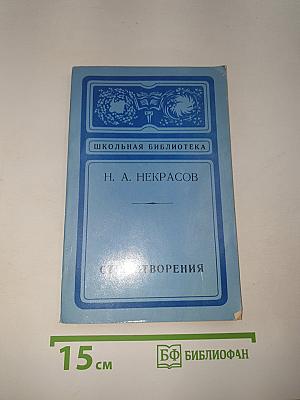 ШКОЛЬНАЯ БИБЛИОТЕКА
Н. А. НЕКРАСОВ
СТИХОТВОРЕНИЯ
15 см
БФ БИБЛИОФАН